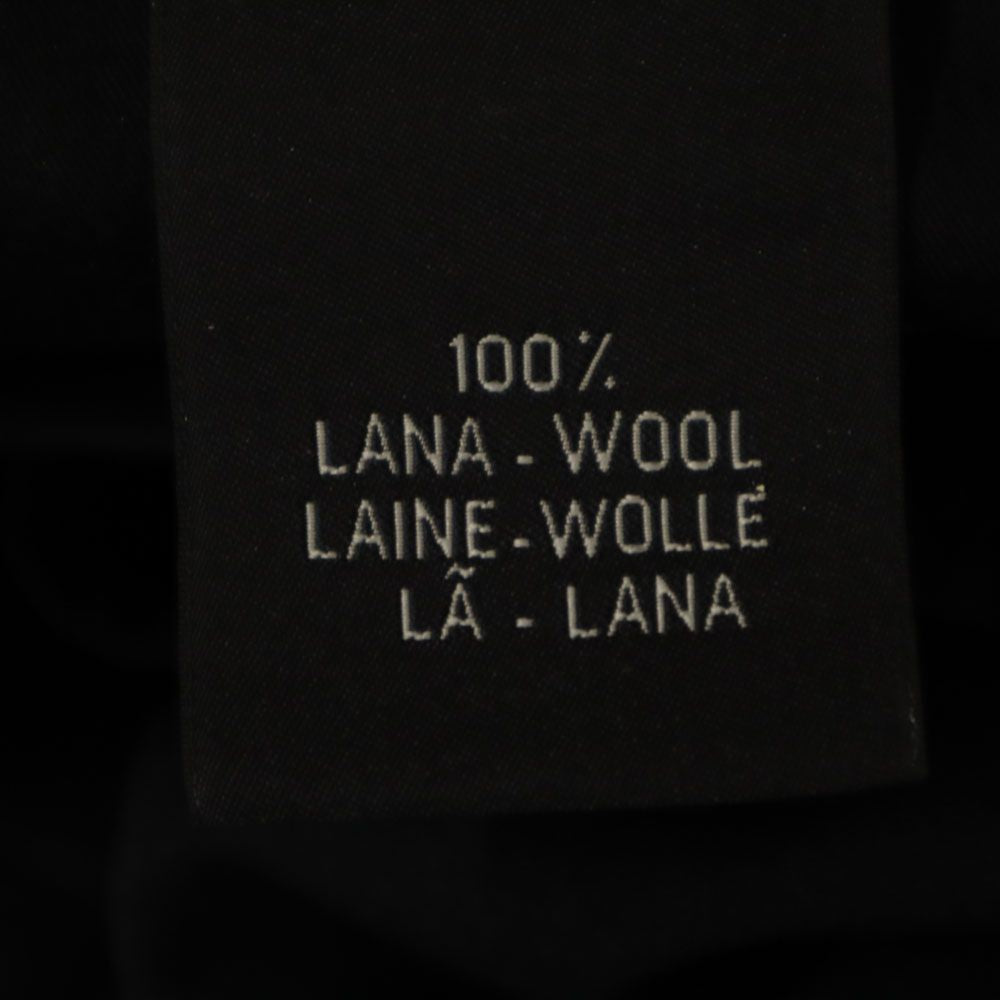 100%
LANA - WOOL
LAINE - WOLLE
LÃ - LANA